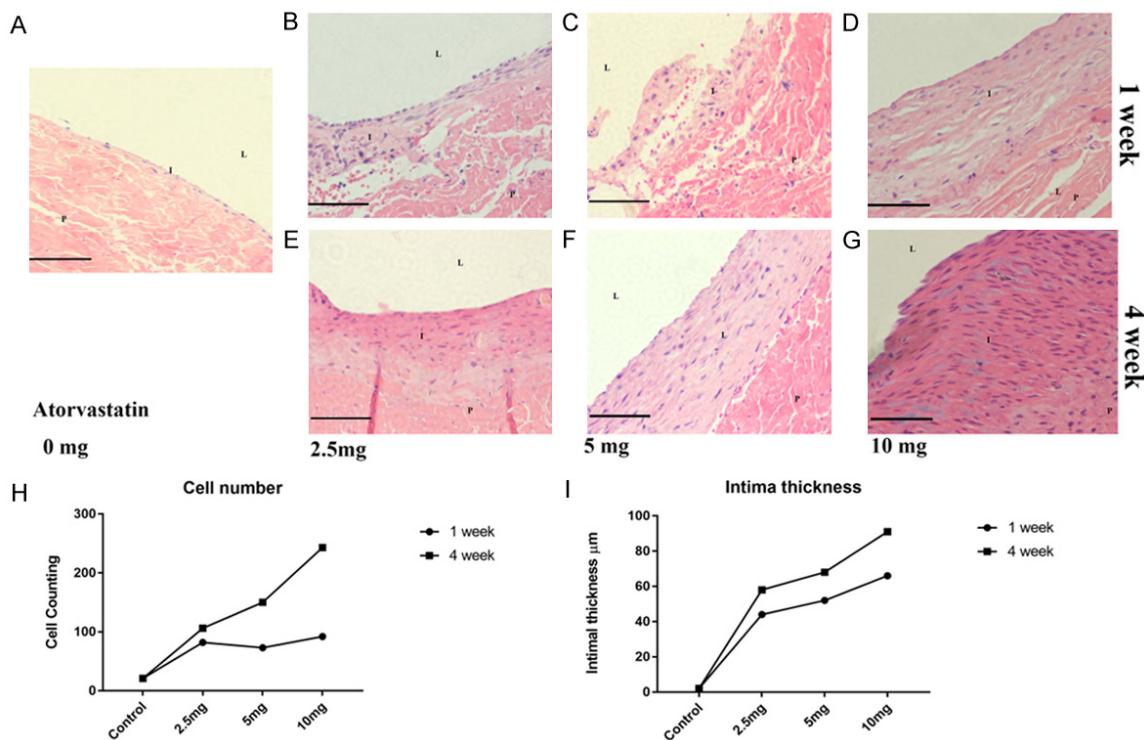 A
B
C
D
L
L
L
I
I
I
I
L
P
P
P
L
P
1 week
E
F
G
L
L
L
I
L
I
P
P
P
4 week
Atorvastatin
0 mg
2.5mg
5 mg
10 mg
H
Cell number
300
200
100
0
Cell Counting
Control
2.5mg
5mg
10mg
1 week
4 week
I
Intima thickness
100
80
60
40
20
0
Intimal thickness μm
Control
2.5mg
5mg
10mg
1 week
4 week